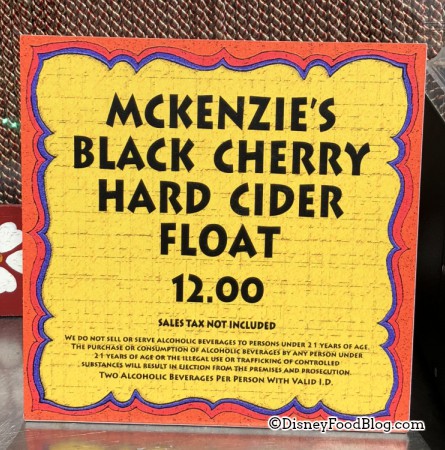 MCKENZIE'S
BLACK CHERRY
HARD CIDER
FLOAT
12.00
SALES TAX NOT INCLUDED
WE DO NOT SELL OR SERVE ALCOHOLIC BEVERAGES TO PERSONS UNDER 21 YEARS OF AGE.
THE PURCHASE OR CONSUMPTION OF ALCOHOLIC BEVERAGES BY ANY PERSON UNDER
21 YEARS OF AGE OR THE ILLEGAL USE OR TRAFFICKING OF CONTROLLED
SUBSTANCES WILL RESULT IN EJECTION FROM THE PREMISES AND PROSECUTION.
TWO ALCOHOLIC BEVERAGES PER PERSON WITH VALID I.D.
©DisneyFoodBlog.com